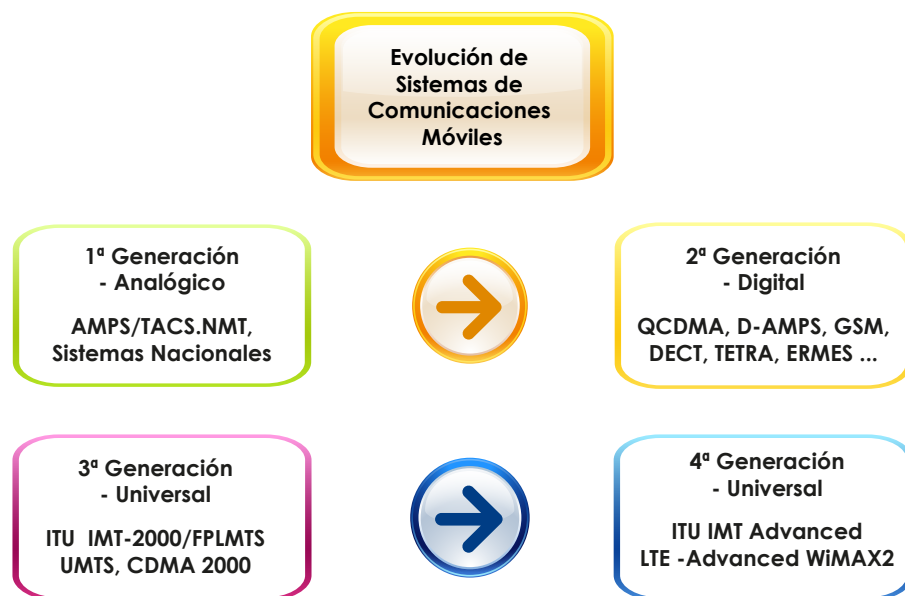 Evolución de
Sistemas de
Comunicaciones
Móviles
1ª Generación
- Analógico
AMPS/TACS.NMT,
Sistemas Nacionales
2ª Generación
- Digital
QCDMA, D-AMPS, GSM,
DECT, TETRA, ERMES ...
3ª Generación
- Universal
ITU IMT-2000/FPLMTS
UMTS, CDMA 2000
4ª Generación
- Universal
ITU IMT Advanced
LTE -Advanced WiMAX2